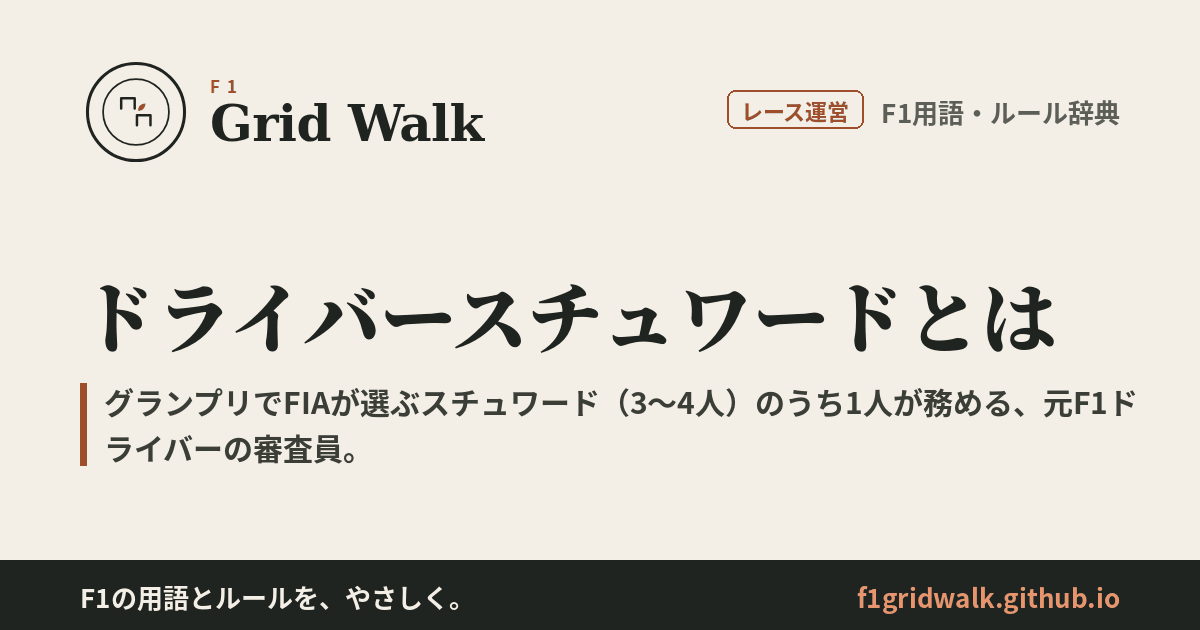 F1
Grid Walk
レース運営
F1用語・ルール辞典
ドライバースチュワードとは
グランプリでFIAが選ぶスチュワード（3〜4人）のうち1人が務める、元F1ド
ライバーの審査員。
F1の用語とルールを、やさしく。
f1gridwalk.github.io